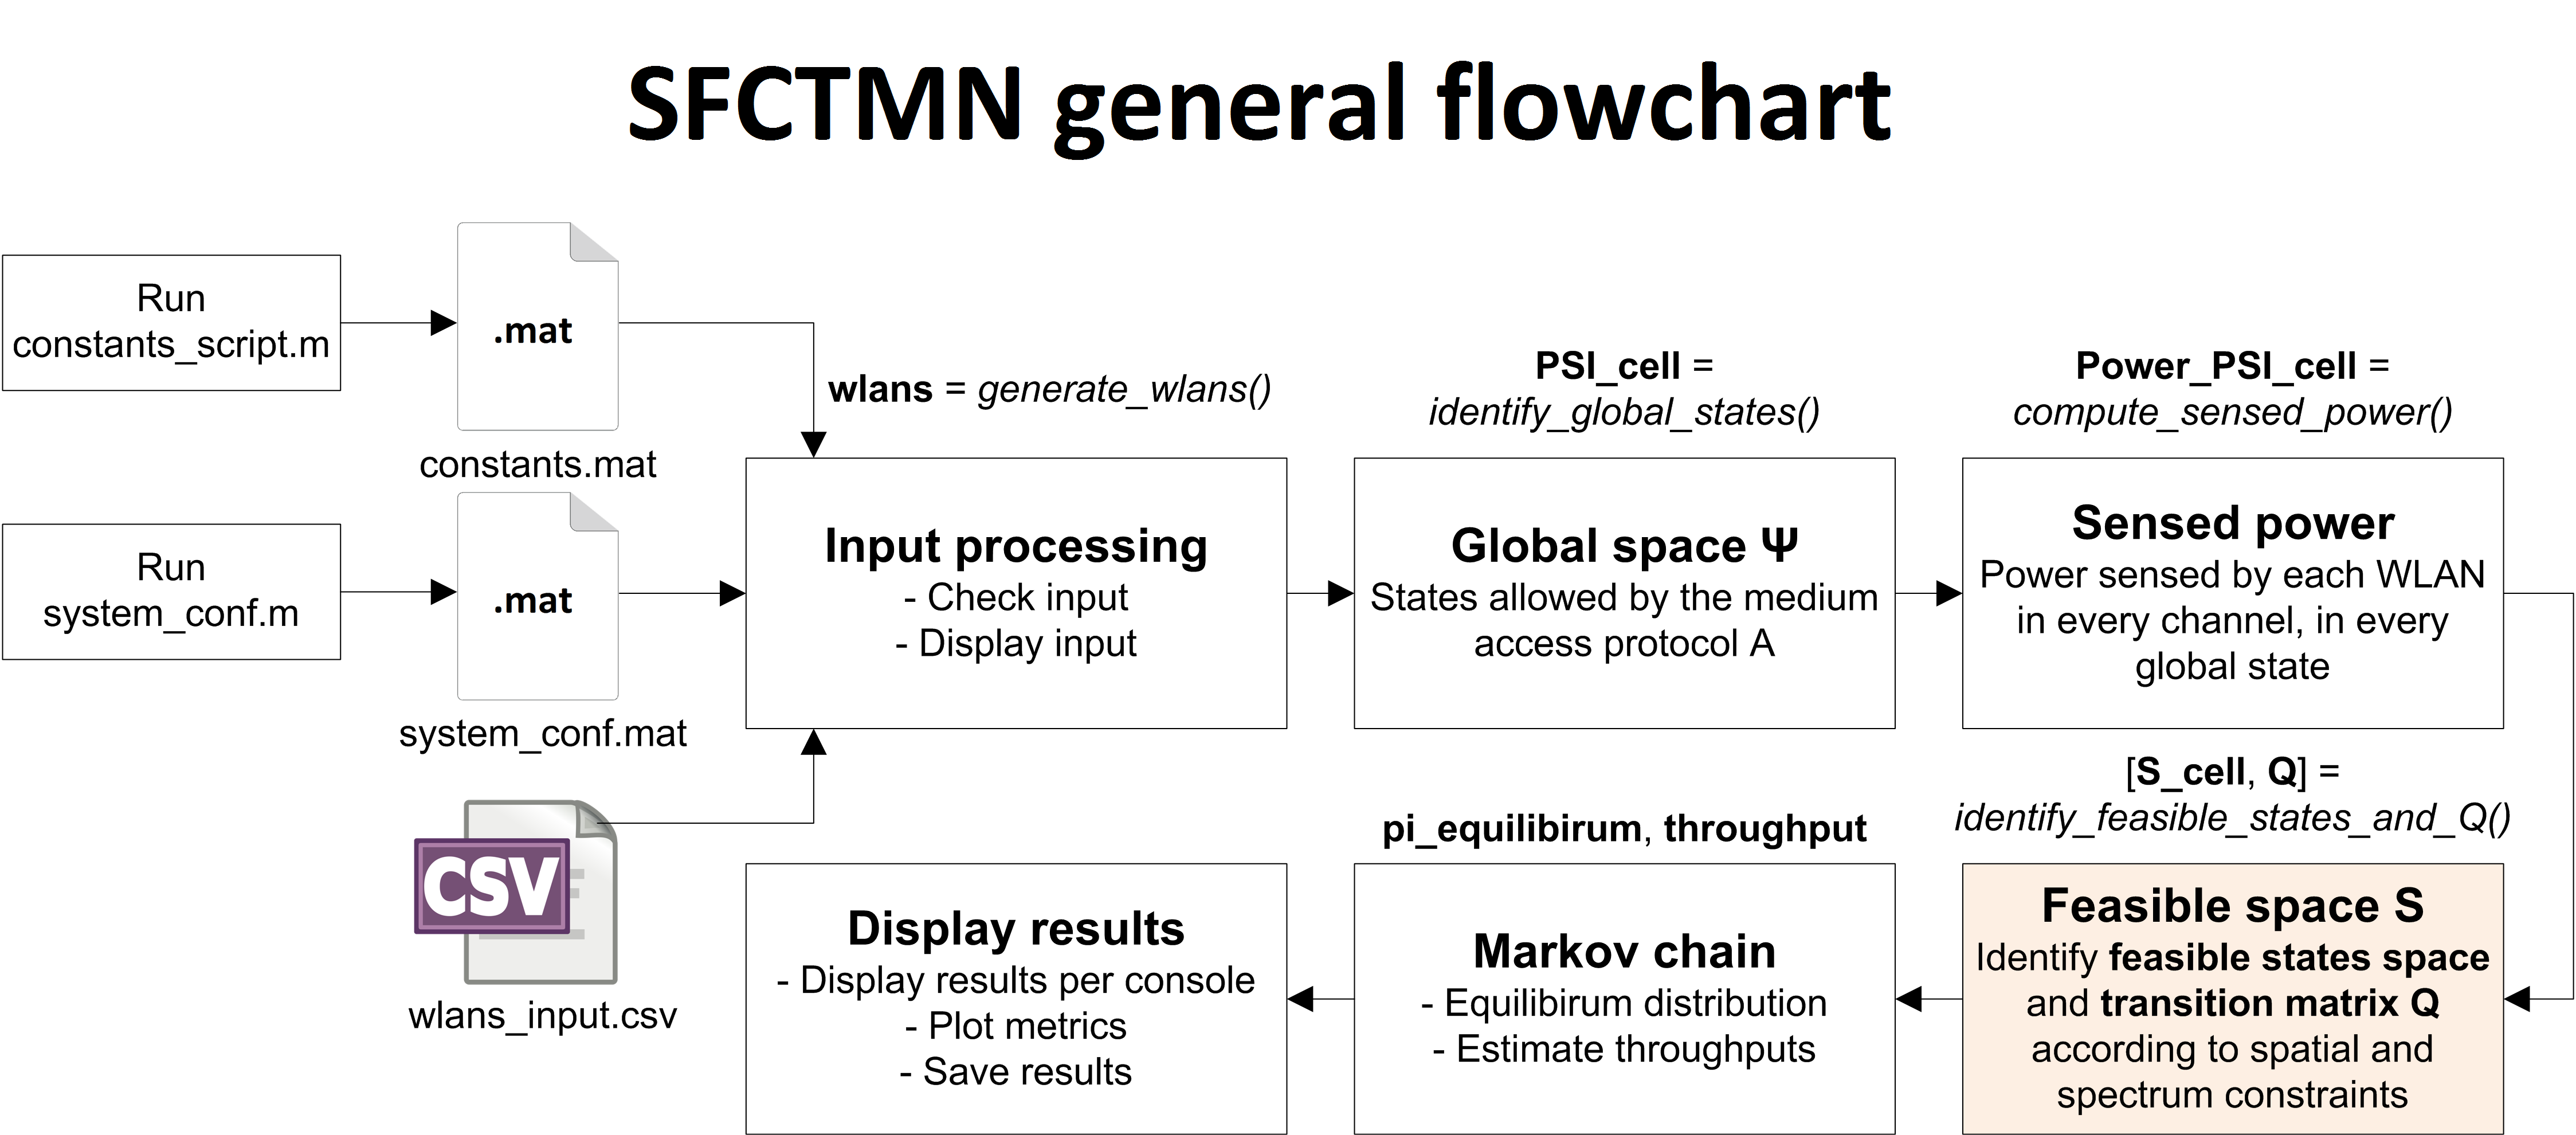 SFCTMN general flowchart
Run
constants_script.m
.mat
constants.mat
Run
system_conf.m
.mat
system_conf.mat
CSV
wlans_input.csv
wlans = generate_wlans()
Input processing
- Check input
- Display input
PSI_cell =
identify_global_states()
Global space Ψ
States allowed by the medium
access protocol A
Power_PSI_cell =
compute_sensed_power()
Sensed power
Power sensed by each WLAN
in every channel, in every
global state
[S_cell, Q] =
identify_feasible_states_and_Q()
Feasible space S
Identify feasible states space
and transition matrix Q
according to spatial and
spectrum constraints
pi_equilibirum, throughput
Markov chain
- Equilibirum distribution
- Estimate throughputs
Display results
- Display results per console
- Plot metrics
- Save results